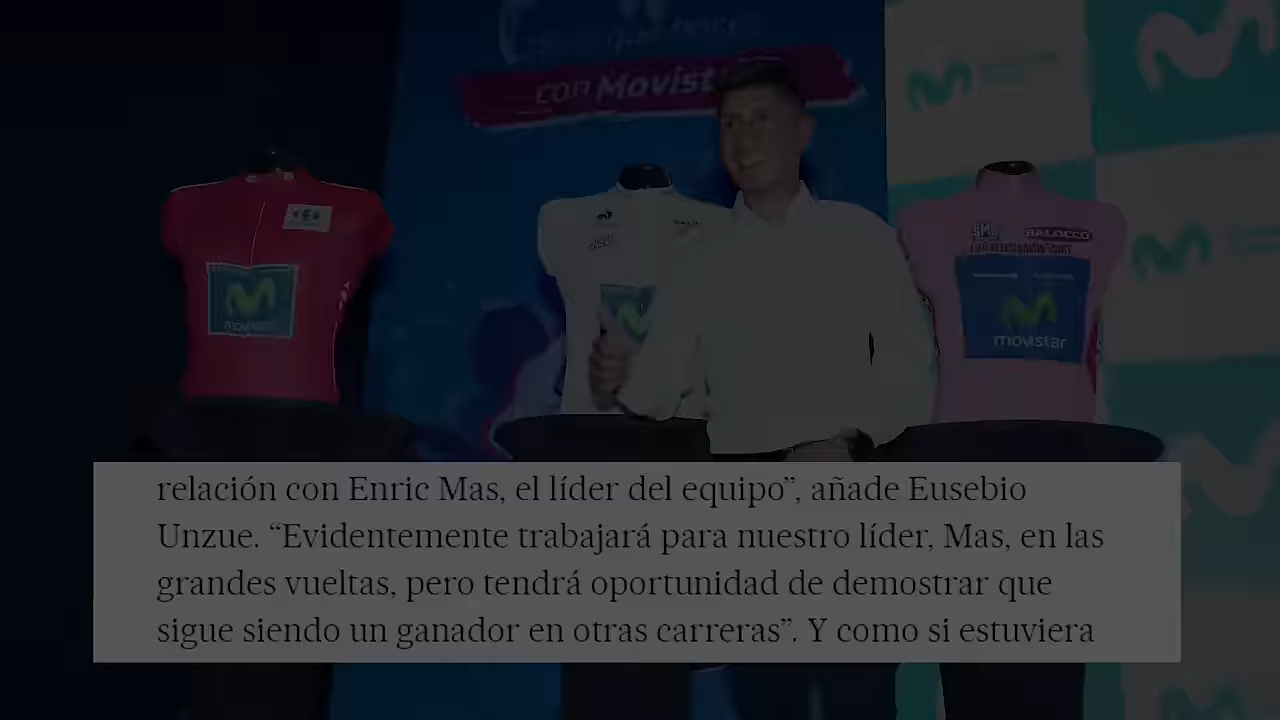 con Movist
SMS
BALOCCO
movistar
movistar
relación con Enric Mas, el líder del equipo”, añade Eusebio
Unzue. “Evidentemente trabajará para nuestro líder, Mas, en las
grandes vueltas, pero tendrá oportunidad de demostrar que
sigue siendo un ganador en otras carreras”. Y como si estuviera